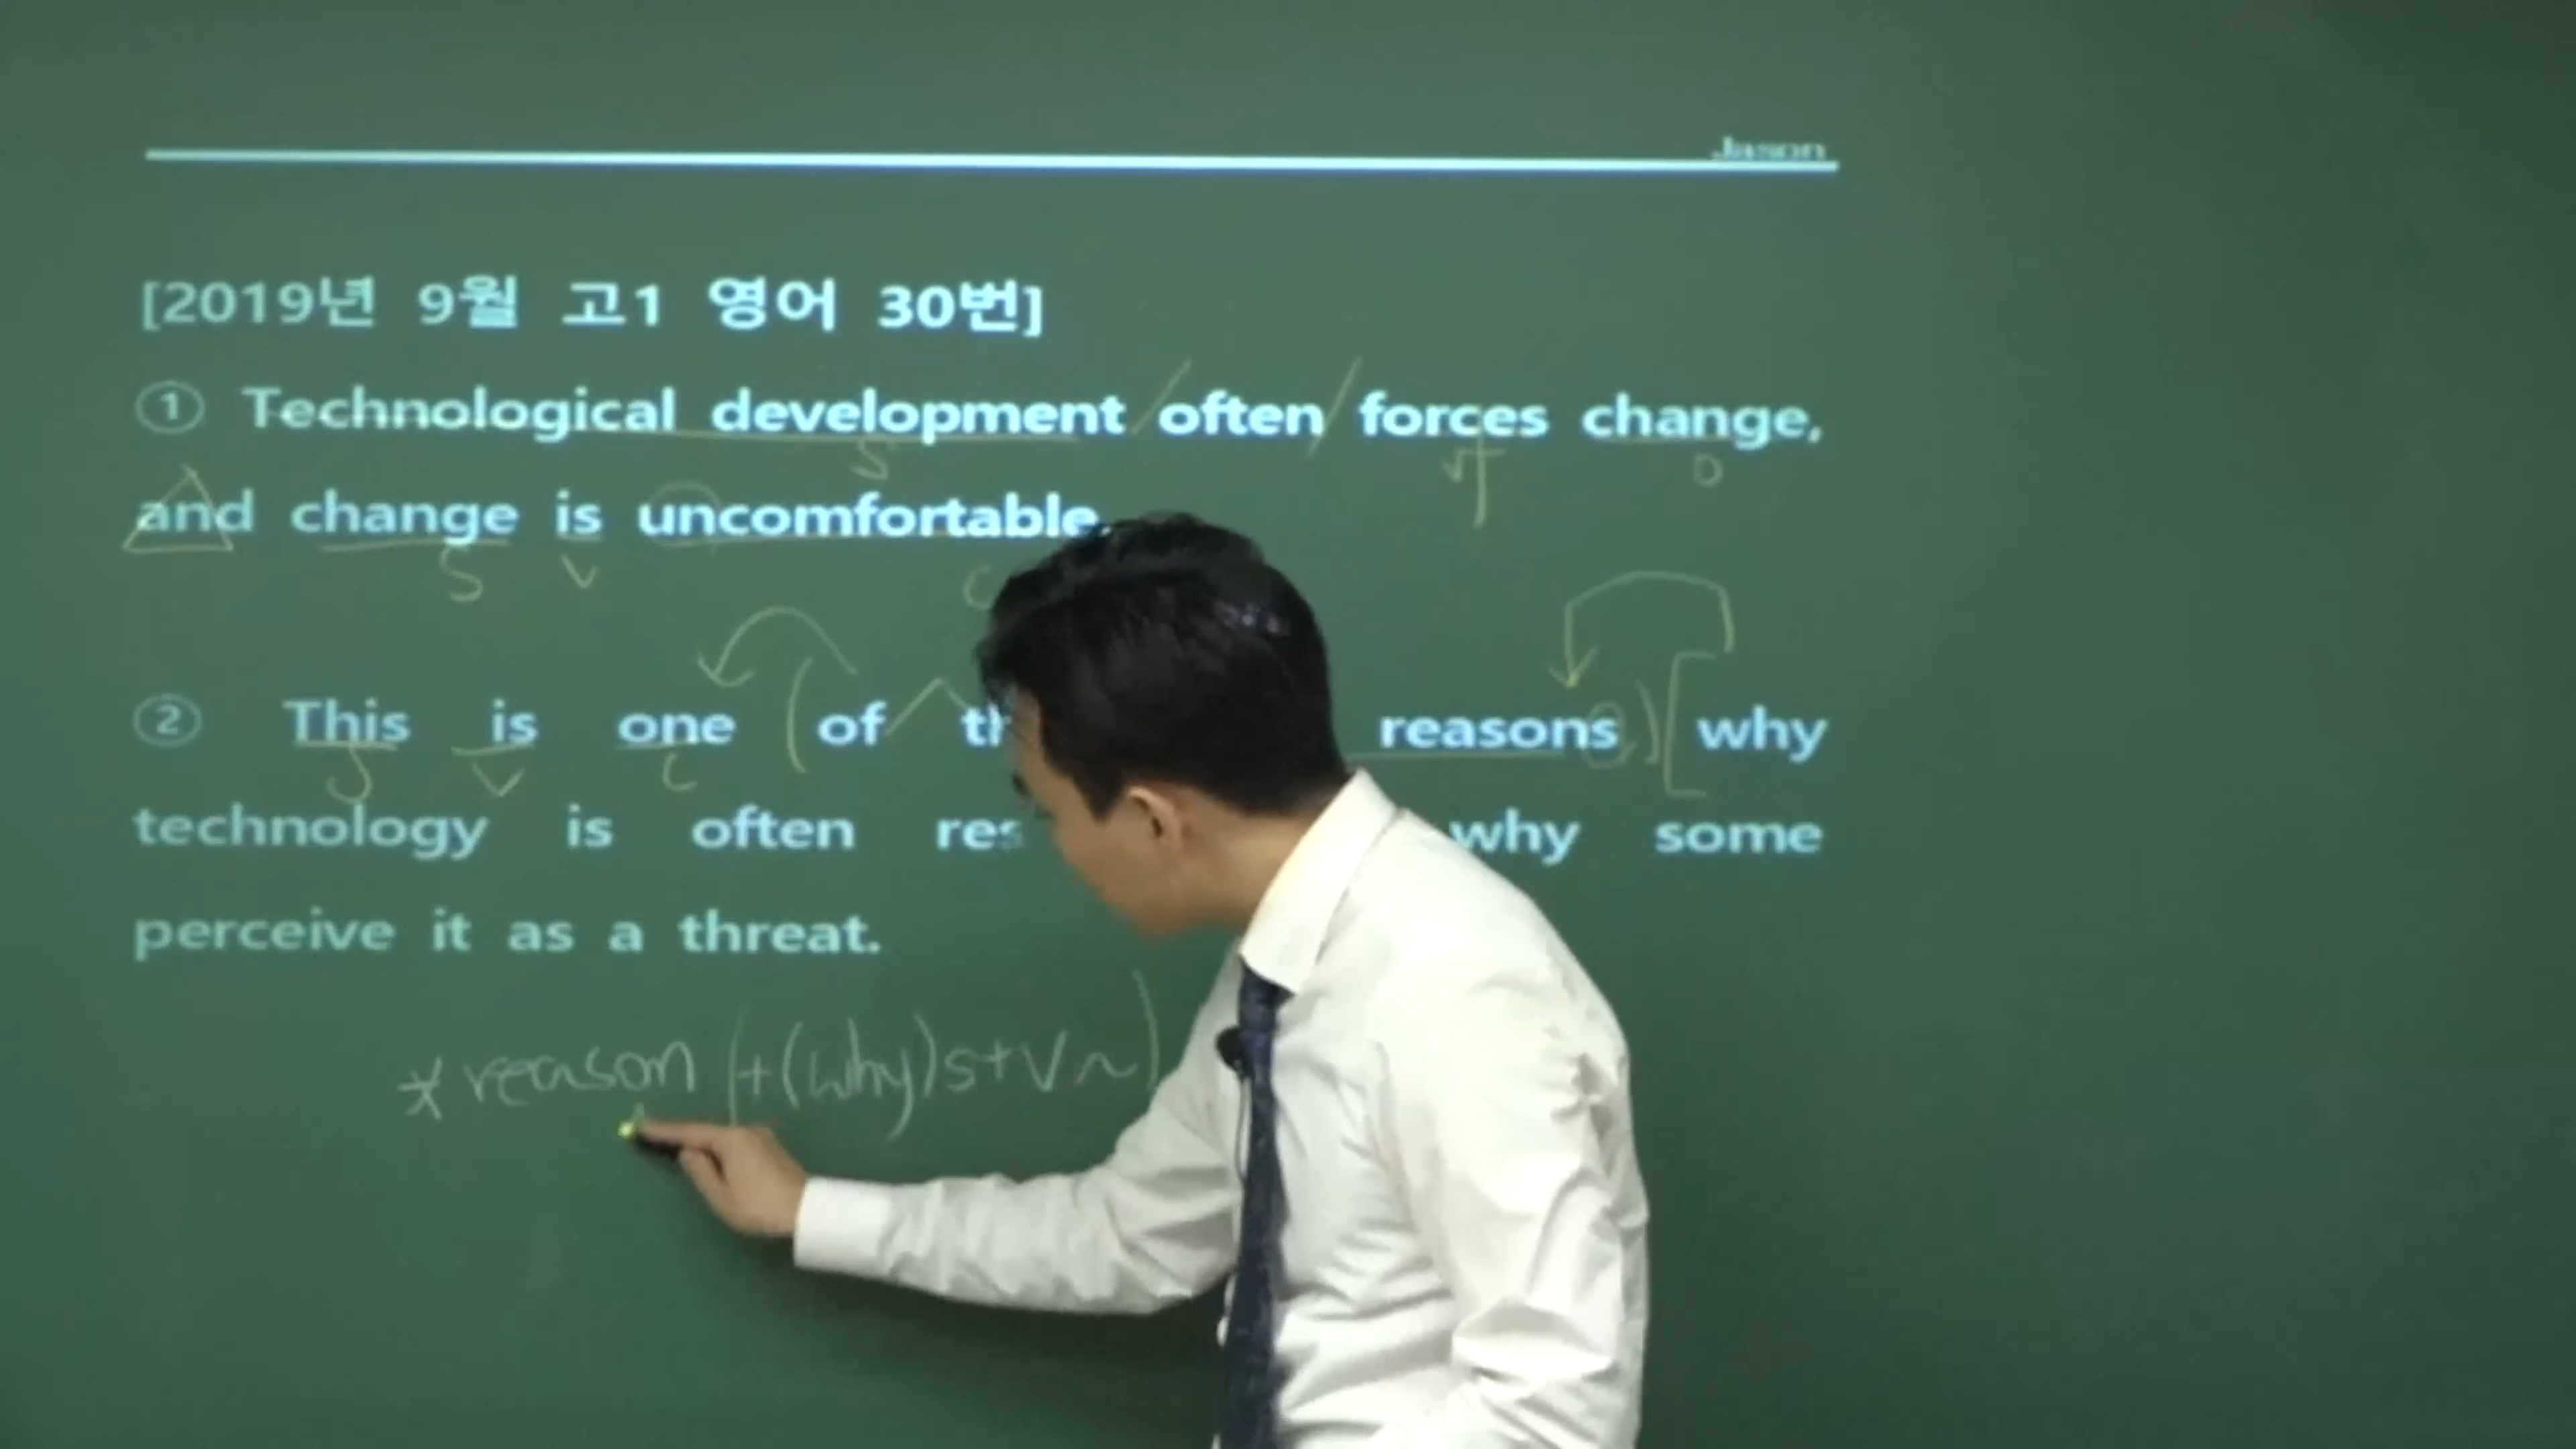 Jason
[2019년 9월 고1 영어 30번]
① Technological development / often / forces change,
S vt O
and change is uncomfortable.
S V C
② This is one ( of reasons ) [ why
S V C
technology is often why some
perceive it as a threat.
* reason (+(why) s+v ~)